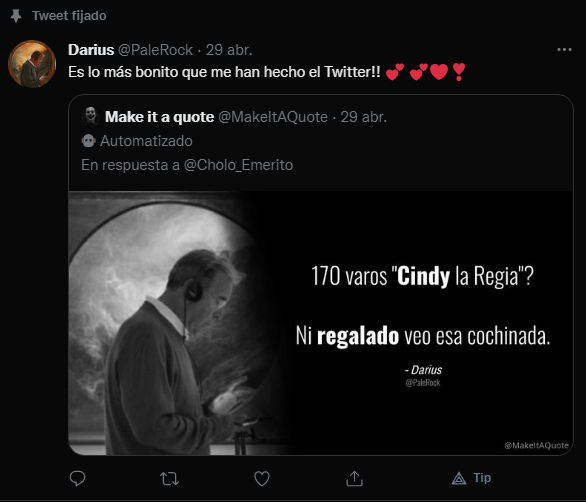 Tweet fijado
Darius @PaleRock · 29 abr.
Es lo más bonito que me han hecho el Twitter!! 💕 💕❤️❣️
Make it a quote @MakeItAQuote · 29 abr.
Automatizado
En respuesta a @Cholo_Emerito
170 varos "Cindy la Regia"?
Ni regalado veo esa cochinada.
- Darius
@PaleRock
@MakeItAQuote
Tip